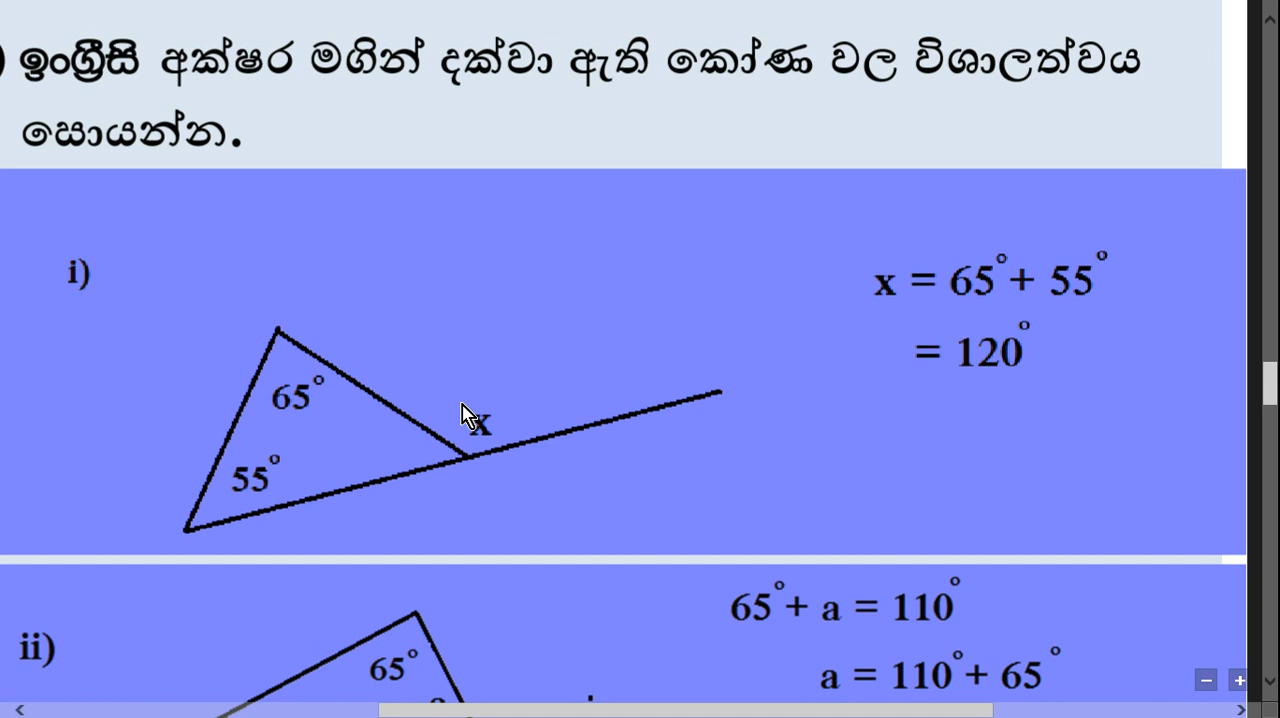 ) ඉංග්‍රීසි අක්ෂර මගින් දක්වා ඇති කෝණ වල විශාලත්වය
සොයන්න.
i)
x = 65° + 55°
= 120°
65°
x
55°
ii)
65° + a = 110°
65°
a = 110° + 65°